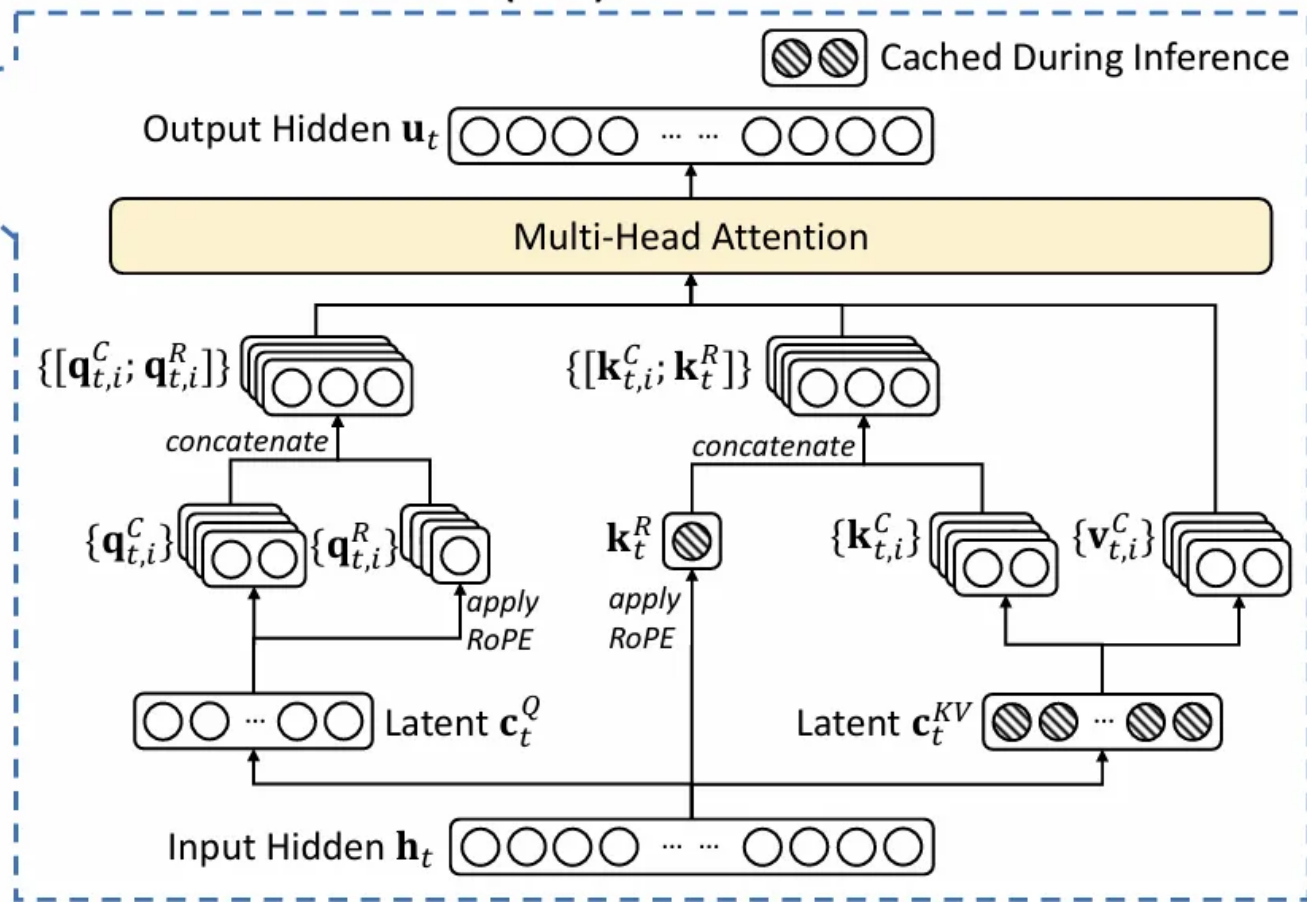 Cached During Inference
Output Hidden 𝐮_t ... ...
Multi-Head Attention
{[𝐪^C_{t,i}; 𝐪^R_{t,i}]}
{[𝐤^C_{t,i}; 𝐤^R_t]}
concatenate
concatenate
{𝐪^C_{t,i}}
{𝐪^R_{t,i}}
𝐤^R_t
{𝐤^C_{t,i}}
{𝐯^C_{t,i}}
apply
RoPE
apply
RoPE
... Latent 𝐜^Q_t
Latent 𝐜^{KV}_t ...
Input Hidden 𝐡_t ... ...